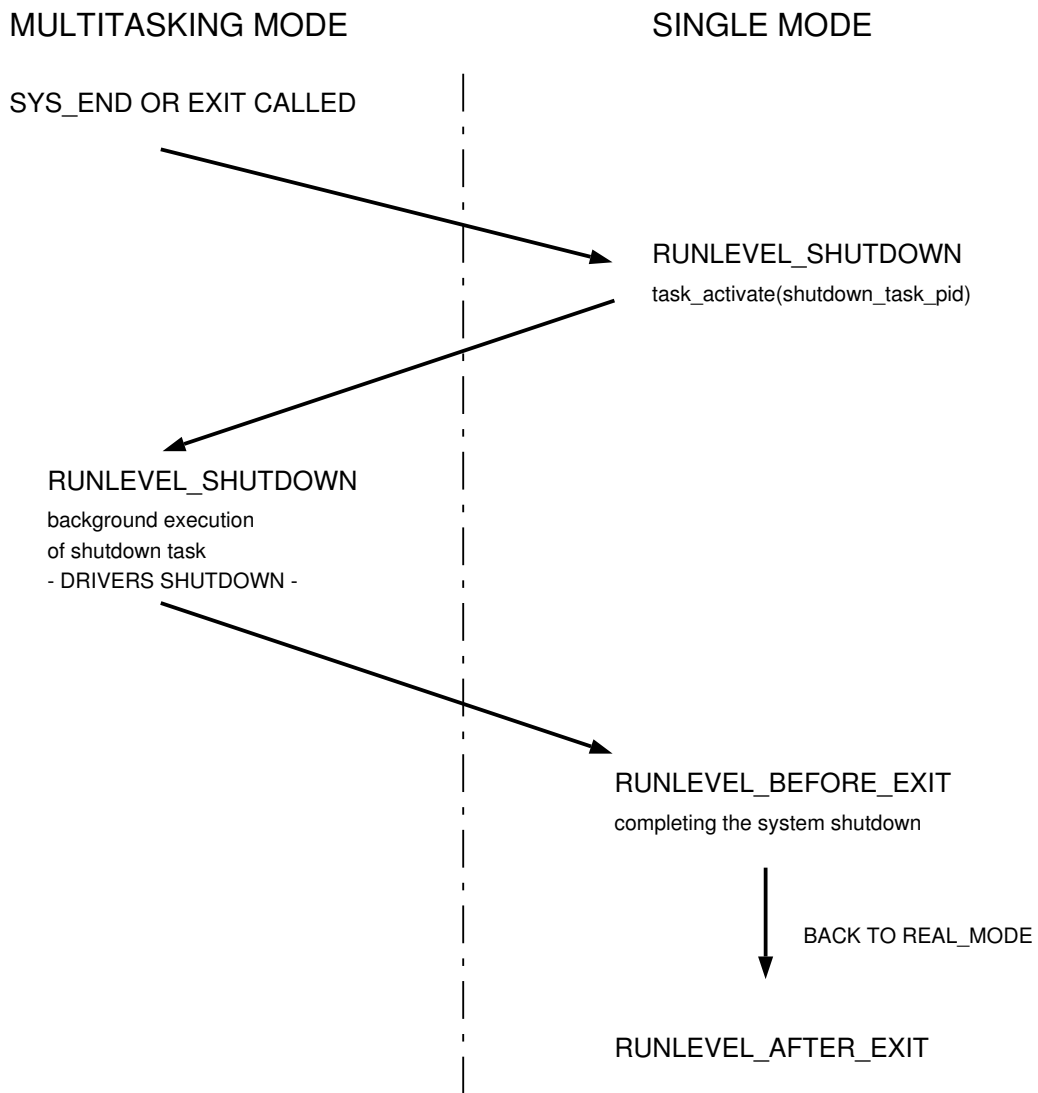 MULTITASKING MODE
SINGLE MODE
SYS_END OR EXIT CALLED
RUNLEVEL_SHUTDOWN
task_activate(shutdown_task_pid)
RUNLEVEL_SHUTDOWN
background execution
of shutdown task
- DRIVERS SHUTDOWN -
RUNLEVEL_BEFORE_EXIT
completing the system shutdown
BACK TO REAL_MODE
RUNLEVEL_AFTER_EXIT